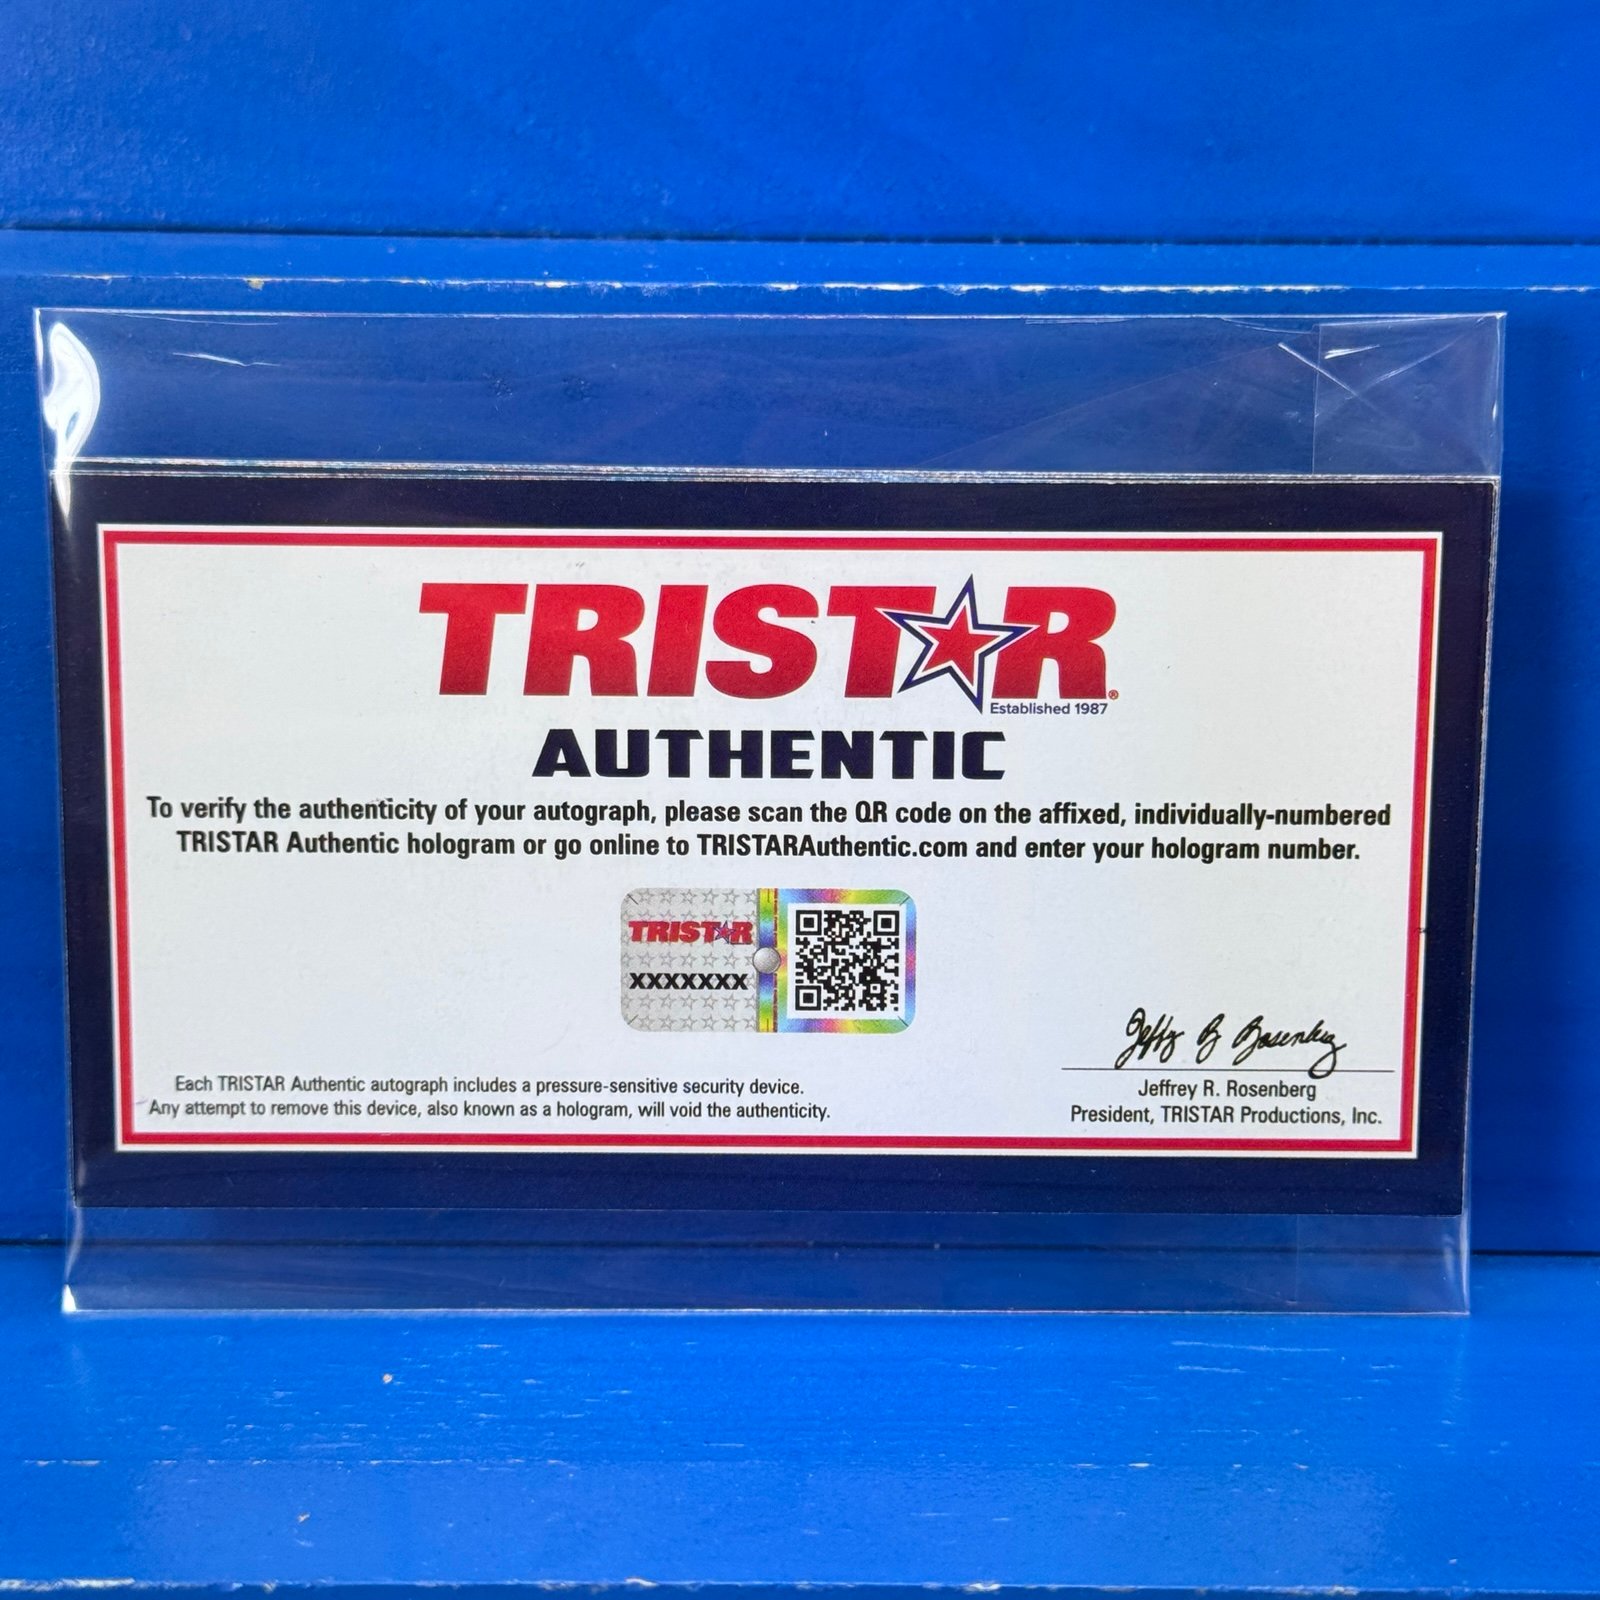 TRISTAR®
Established 1987
AUTHENTIC
To verify the authenticity of your autograph, please scan the QR code on the affixed, individually-numbered
TRISTAR Authentic hologram or go online to TRISTARAuthentic.com and enter your hologram number.
TRISTAR
XXXXXXX
Jeffrey R Rosenberg
Each TRISTAR Authentic autograph includes a pressure-sensitive security device.
Any attempt to remove this device, also known as a hologram, will void the authenticity.
Jeffrey R. Rosenberg
President, TRISTAR Productions, Inc.